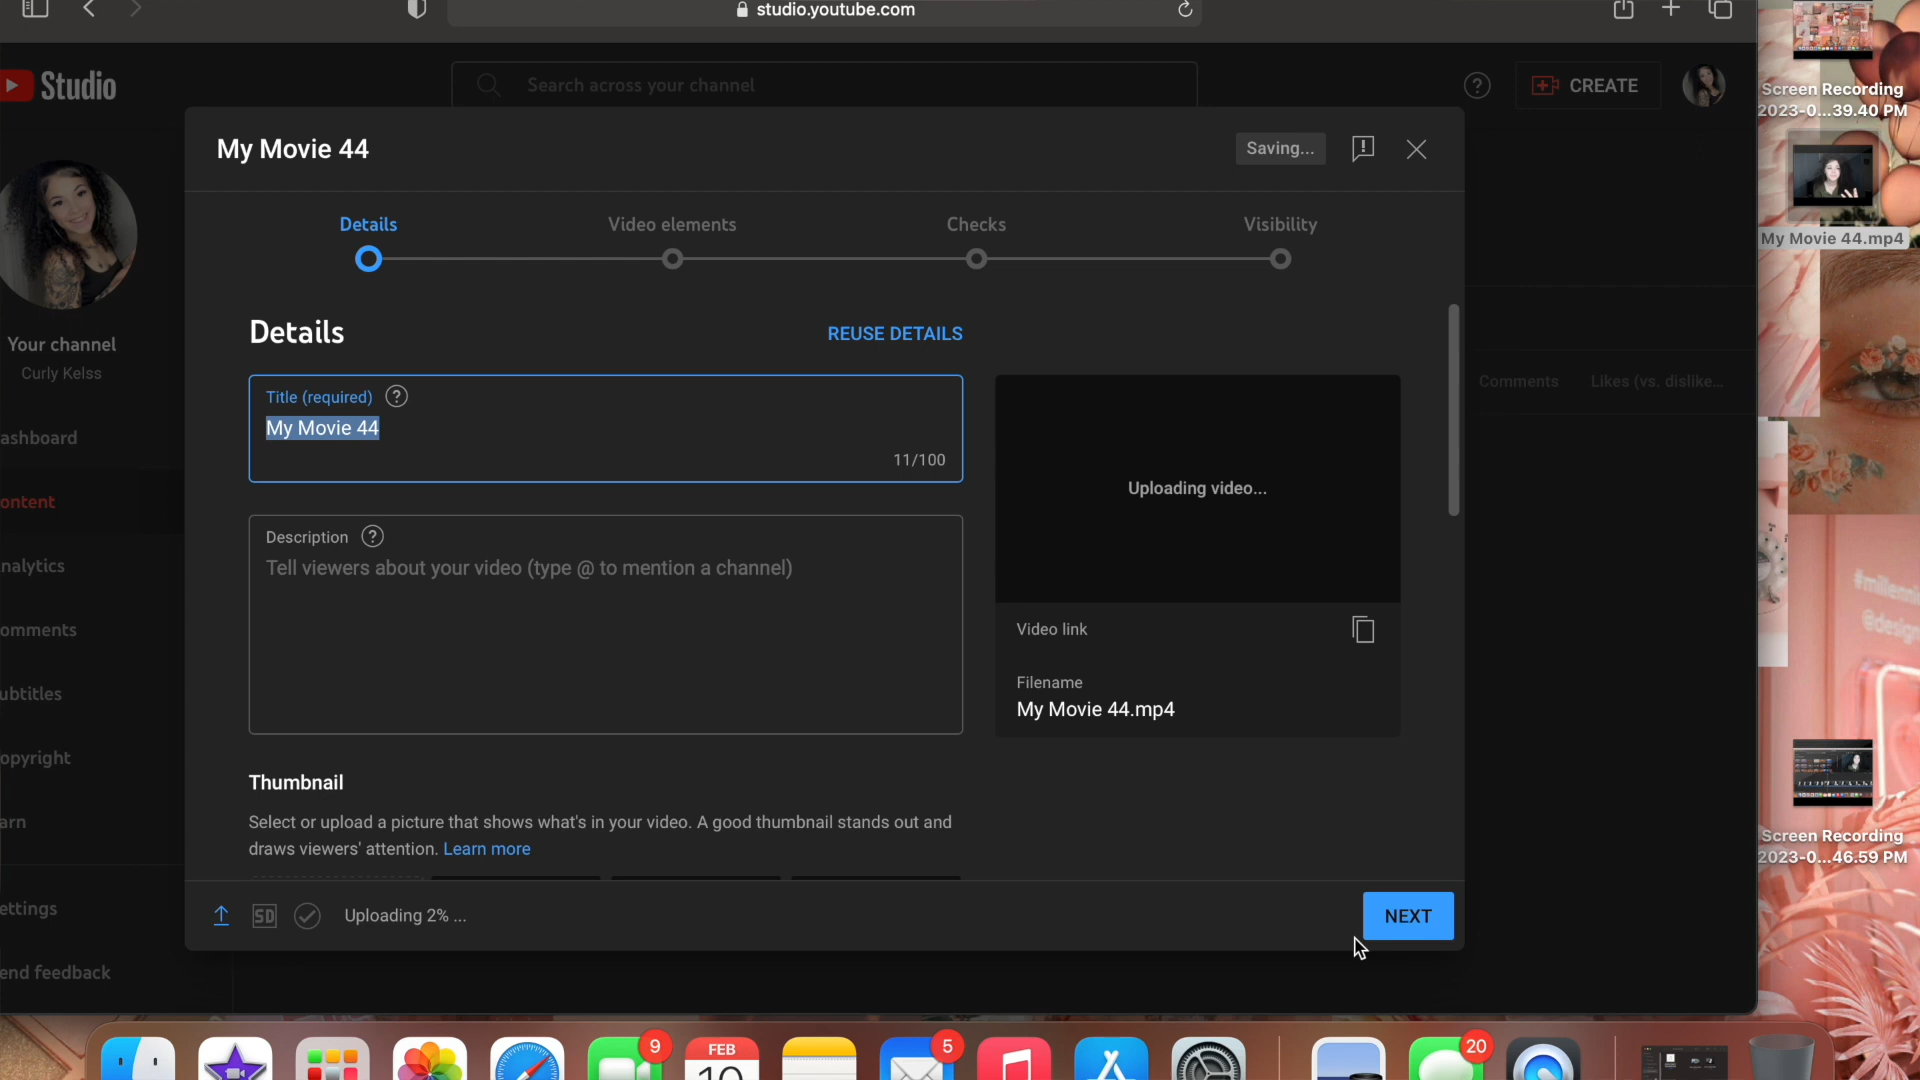 studio.youtube.com
Studio
Search across your channel
CREATE
My Movie 44
Saving...
Details
Video elements
Checks
Visibility
Details
REUSE DETAILS
Title (required)
My Movie 44
11/100
Description
Tell viewers about your video (type @ to mention a channel)
Uploading video...
Video link
Filename
My Movie 44.mp4
Thumbnail
Select or upload a picture that shows what's in your video. A good thumbnail stands out and
draws viewers' attention. Learn more
SD
Uploading 2% ...
NEXT
Your channel
Curly Kelss
ashboard
ontent
nalytics
omments
ubtitles
opyright
arn
ettings
end feedback
Comments
Likes (vs. dislike...
Screen Recording
2023-0...39.40 PM
My Movie 44.mp4
#millenni
@design
Screen Recording
2023-0...46.59 PM
9
FEB
10
5
20